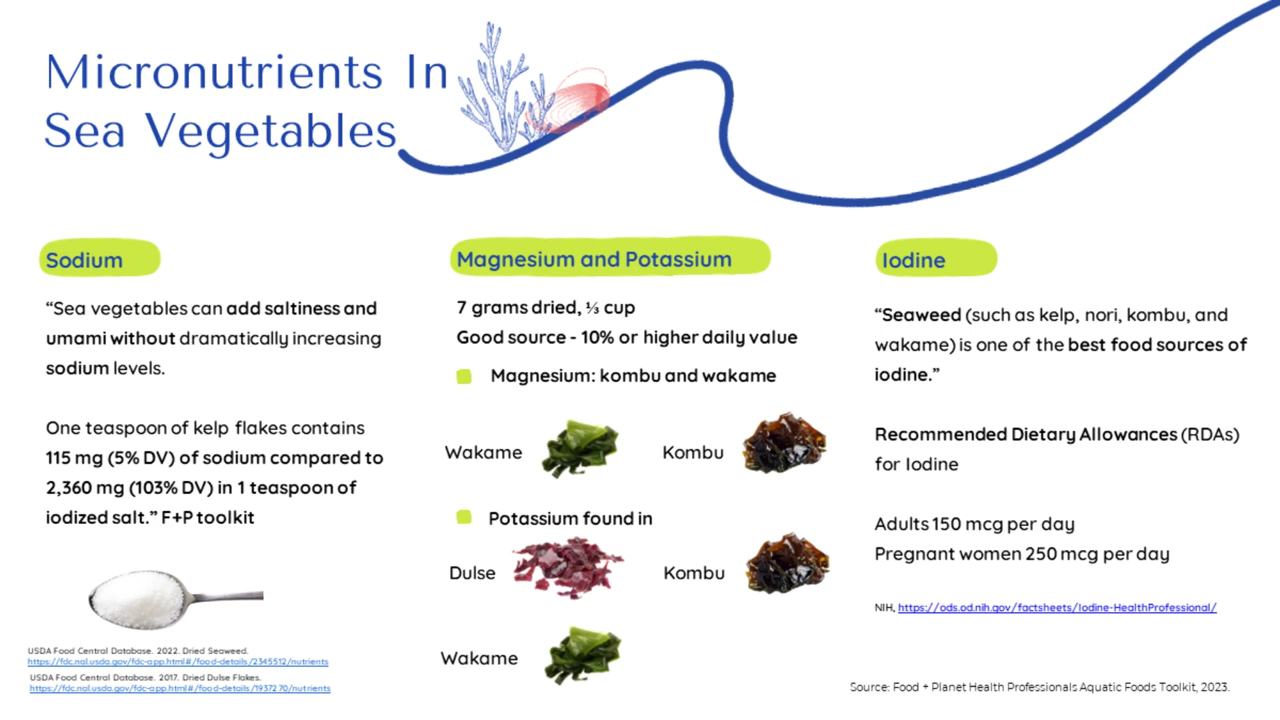 Micronutrients In
Sea Vegetables
Sodium
“Sea vegetables can add saltiness and
umami without dramatically increasing
sodium levels.
One teaspoon of kelp flakes contains
115 mg (5% DV) of sodium compared to
2,360 mg (103% DV) in 1 teaspoon of
iodized salt.” F+P toolkit
USDA Food Central Database. 2022. Dried Seaweed.
https://fdc.nal.usda.gov/fdc-app.html#/food-details/2345512/nutrients
USDA Food Central Database. 2017. Dried Dulse Flakes.
https://fdc.nal.usda.gov/fdc-app.html#/food-details/1937270/nutrients
Magnesium and Potassium
7 grams dried, ⅓ cup
Good source - 10% or higher daily value
Magnesium: kombu and wakame
Wakame
Kombu
Potassium found in
Dulse
Kombu
Wakame
Iodine
“Seaweed (such as kelp, nori, kombu, and
wakame) is one of the best food sources of
iodine.”
Recommended Dietary Allowances (RDAs)
for Iodine
Adults 150 mcg per day
Pregnant women 250 mcg per day
NIH, https://ods.od.nih.gov/factsheets/Iodine-HealthProfessional/
Source: Food + Planet Health Professionals Aquatic Foods Toolkit, 2023.